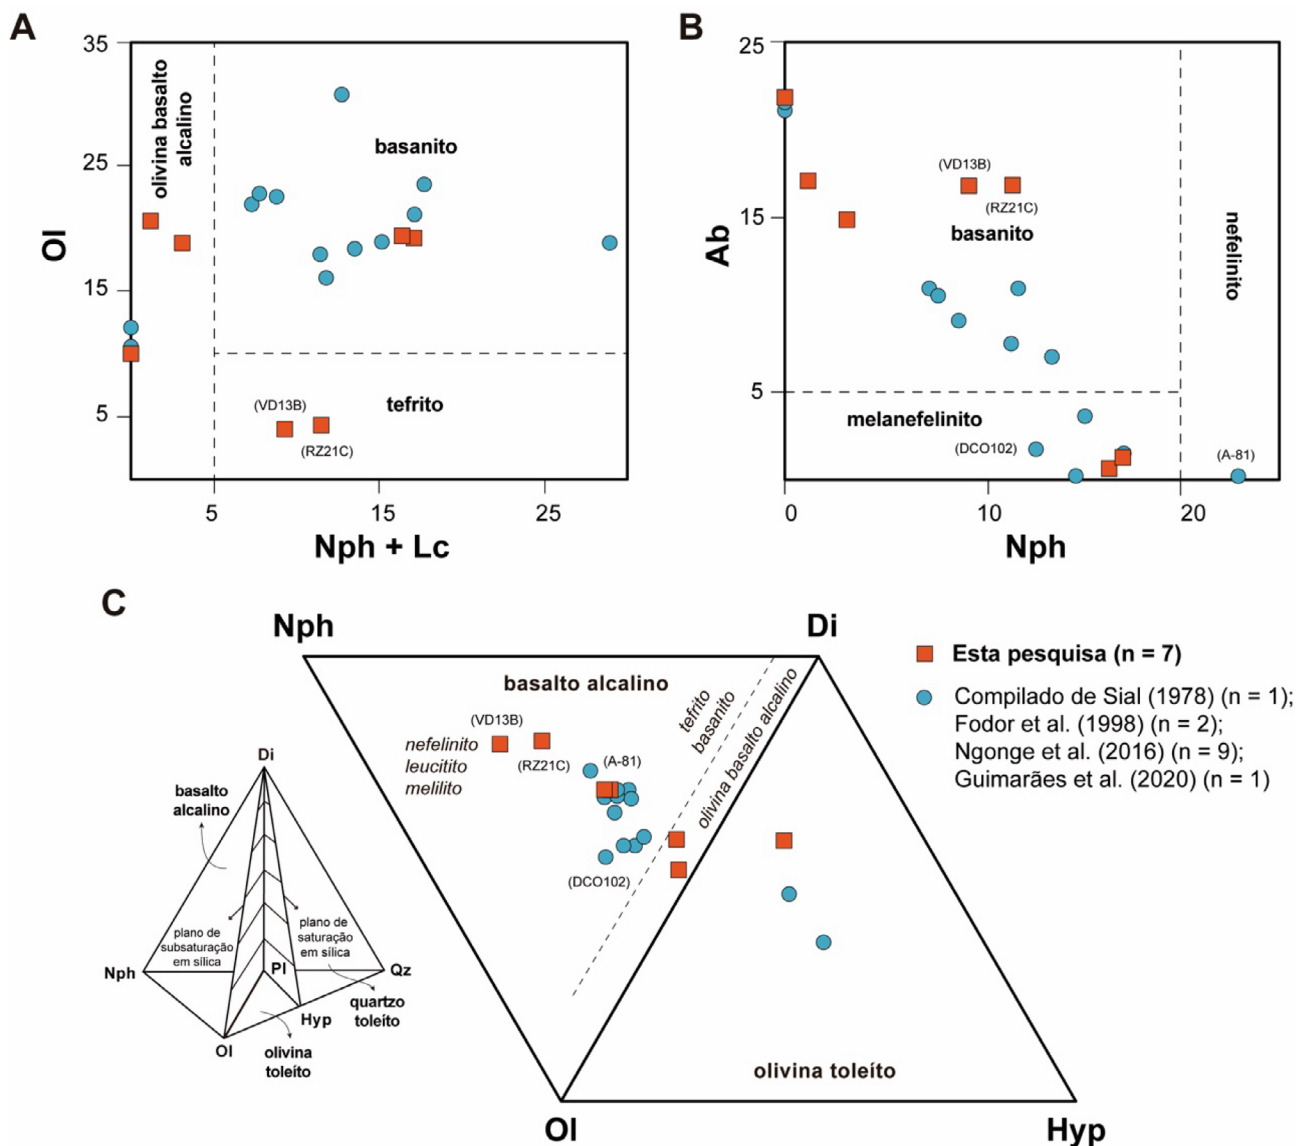 A
35
25
15
5
Ol
olivina basalto
alcalino
basanito
tefrito
(VD13B)
(RZ21C)
5
15
25
Nph + Lc
B
25
15
5
Ab
(VD13B)
(RZ21C)
basanito
nefelinito
melanefelinito
(DCO102)
(A-81)
0
10
20
Nph
C
Nph
Di
basalto alcalino
(VD13B)
(RZ21C)
nefelinito
leucitito
melilito
(A-81)
(DCO102)
tefrito
basanito
olivina basalto alcalino
olivina toleíto
Ol
Hyp
Esta pesquisa (n = 7)
Compilado de Sial (1978) (n = 1);
Fodor et al. (1998) (n = 2);
Ngonge et al. (2016) (n = 9);
Guimarães et al. (2020) (n = 1)
Di
basalto
alcalino
plano de
subsaturação
em sílica
plano de
saturação
em sílica
Nph
Pl
Qz
quartzo
toleíto
Hyp
Ol
olivina
toleíto